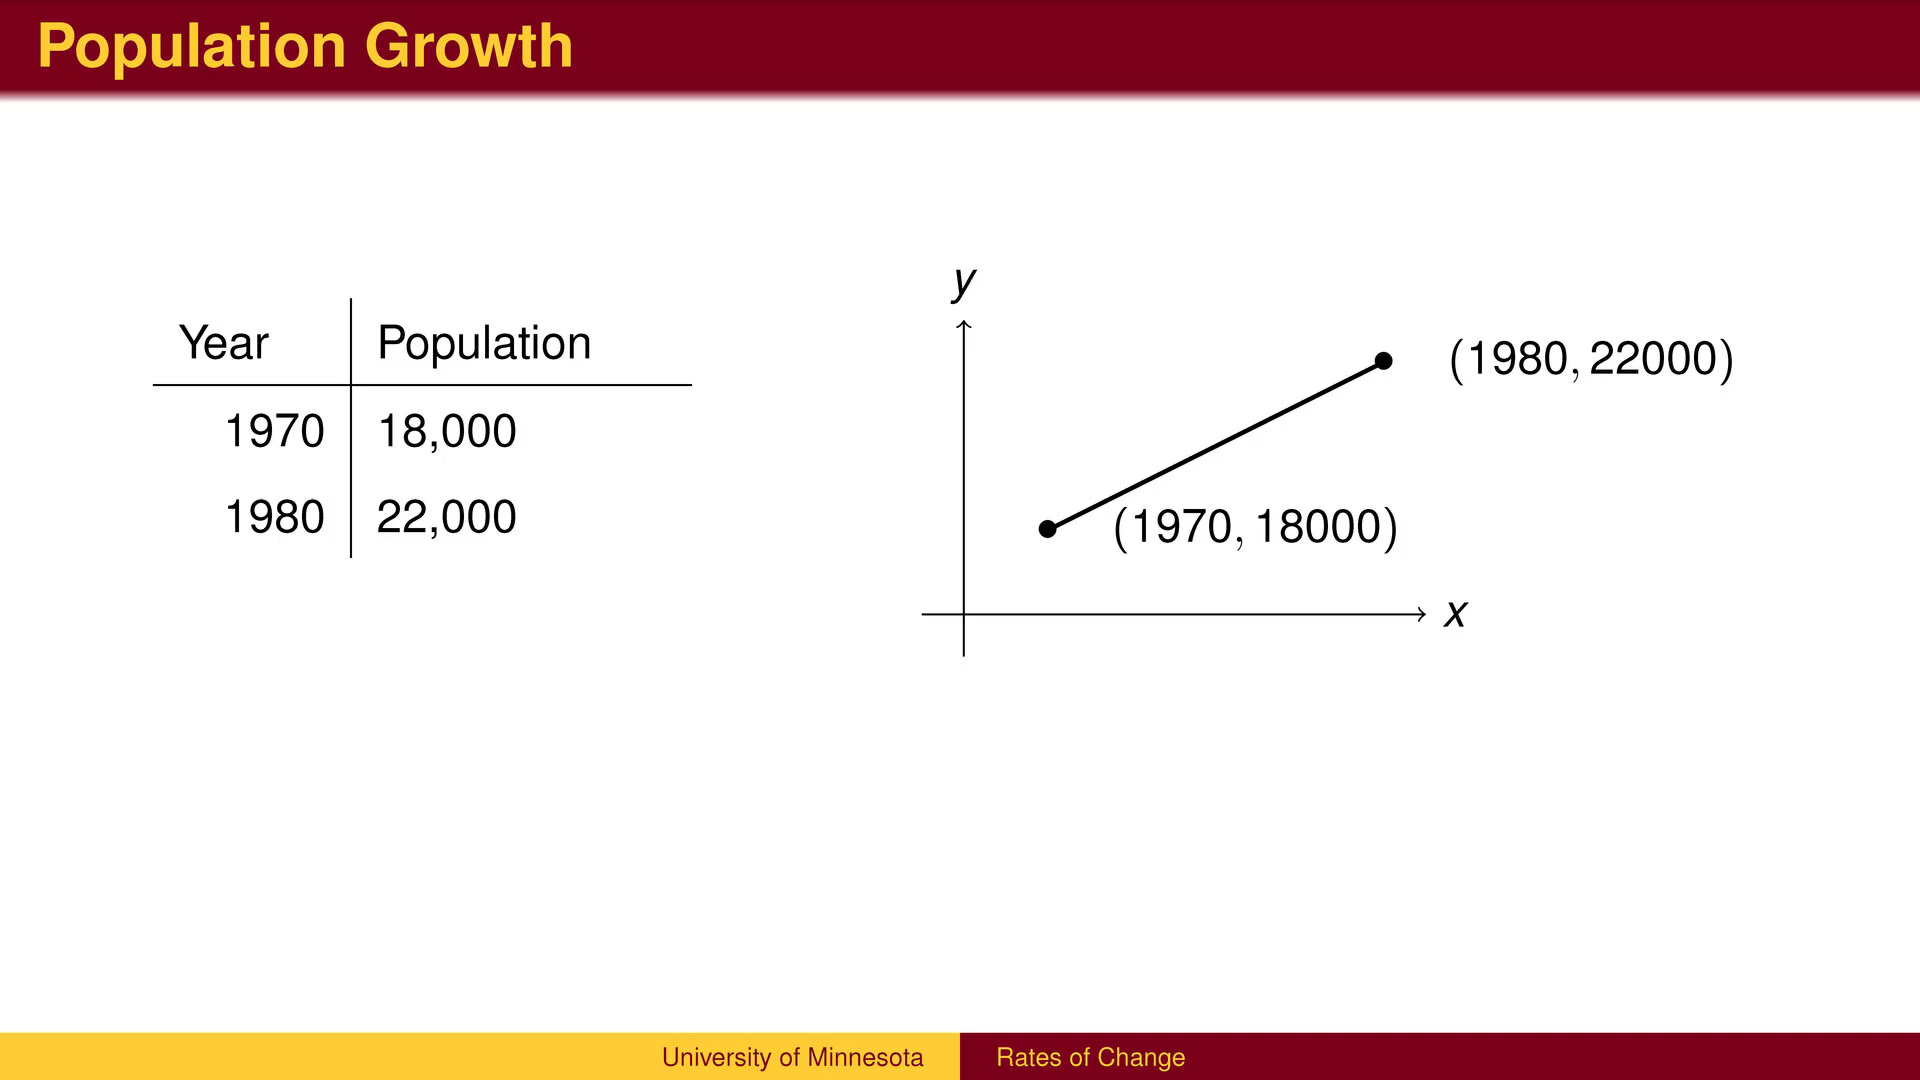 Population Growth
Year Population
1970 18,000
1980 22,000
y
(1980, 22000)
(1970, 18000)
x
University of Minnesota Rates of Change